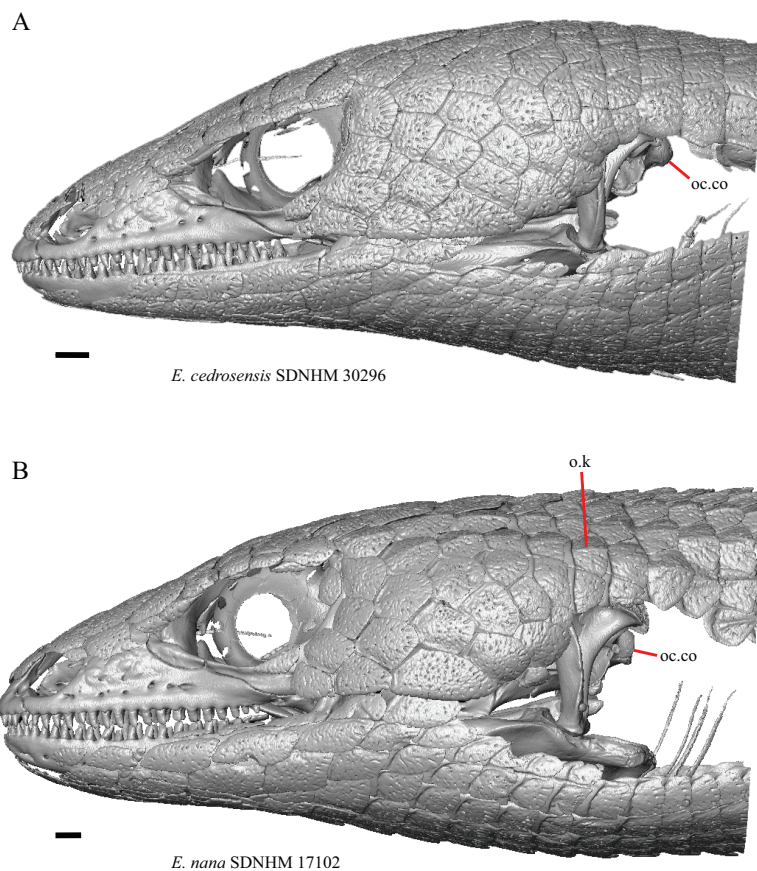 A
oc.co
E. cedrosensis SDNHM 30296
B
o.k
oc.co
E. nana SDNHM 17102